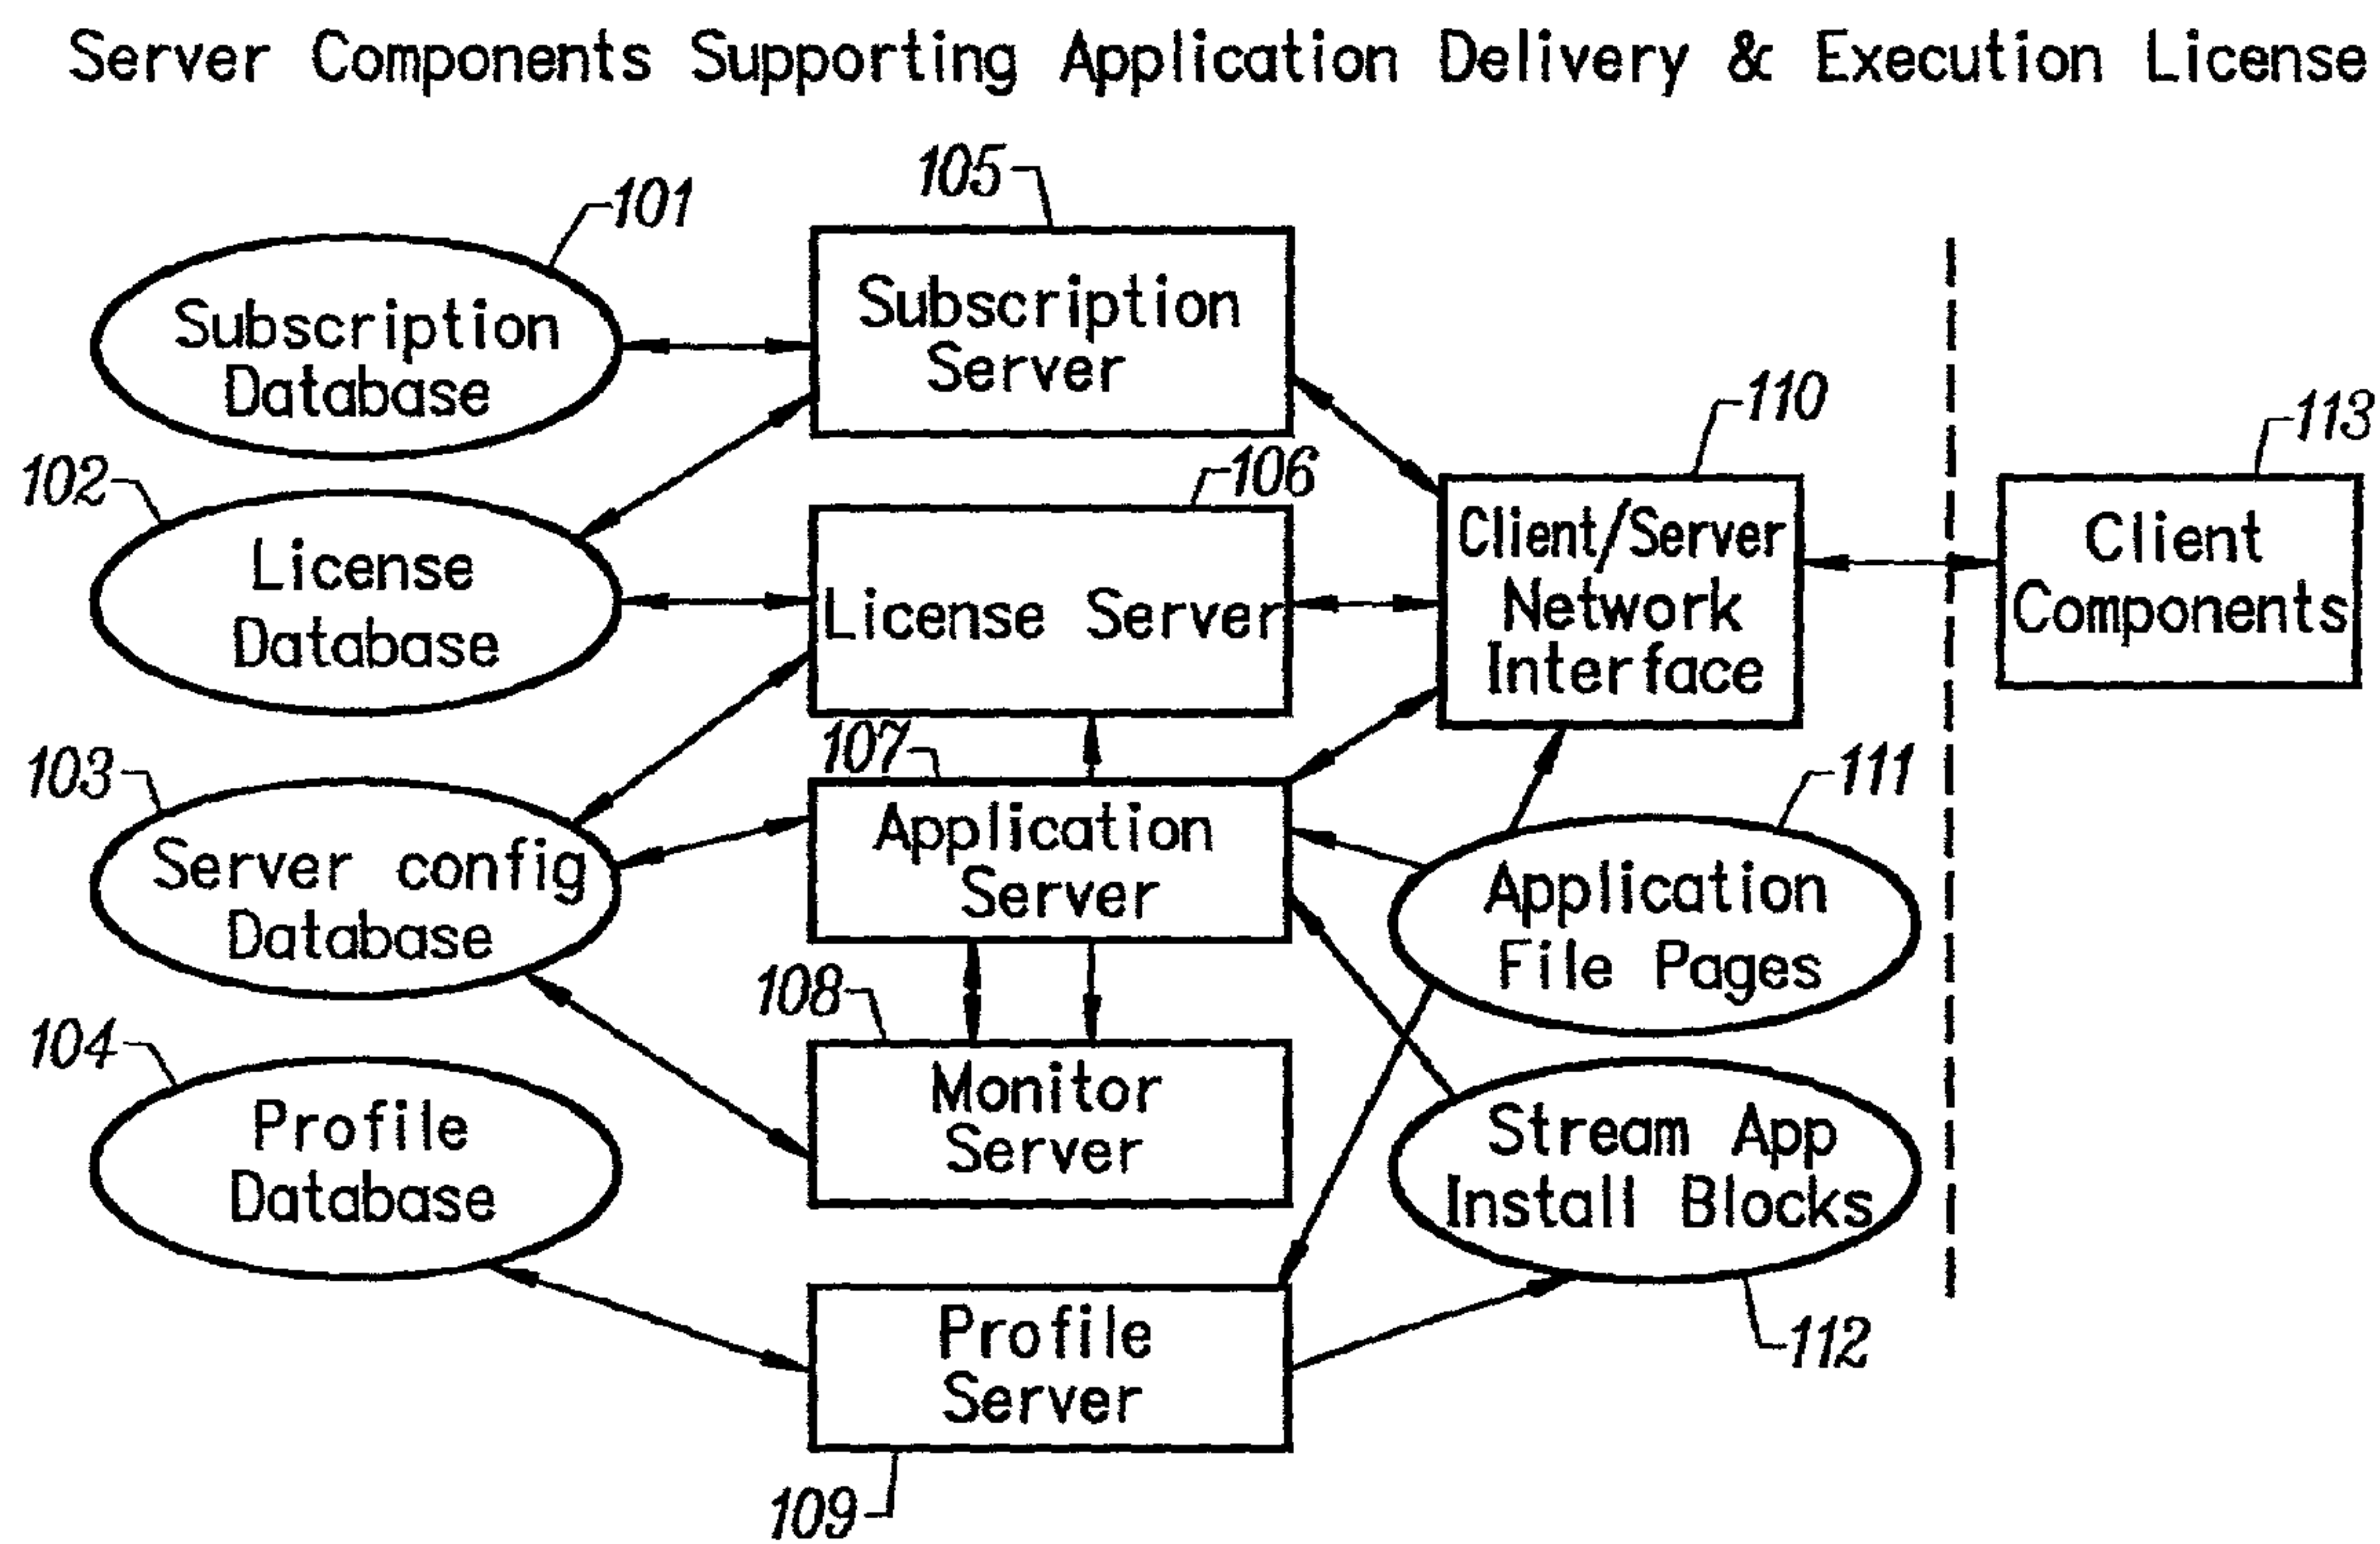 Server Components Supporting Application Delivery & Execution License
105
101
Subscription
Database
Subscription
Server
110
113
102
106
License
Database
License Server
Client/Server
Network
Interface
Client
Components
103
107
111
Server config
Database
Application
Server
Application
File Pages
104
108
Profile
Database
Monitor
Server
Stream App
Install Blocks
Profile
Server
112
109